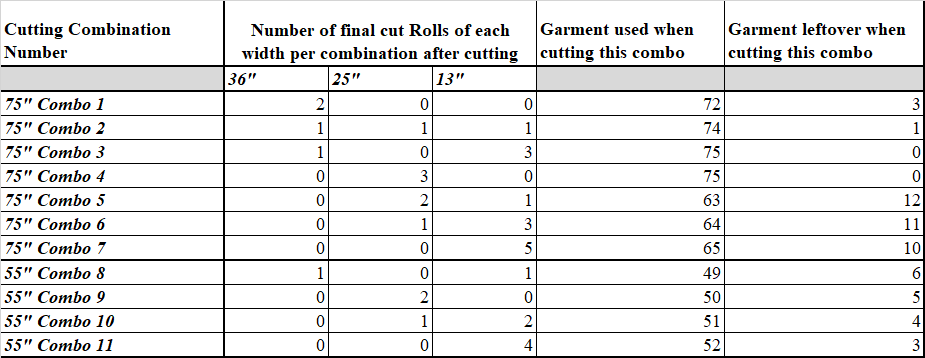 Cutting Combination Number of final cut Rolls of each Garment used when Garment leftover when
Number width per combination after cutting cutting this combo cutting this combo
36" 25" 13"
75" Combo 1 2 0 0 72 3
75" Combo 2 1 1 1 74 1
75" Combo 3 1 0 3 75 0
75" Combo 4 0 3 0 75 0
75" Combo 5 0 2 1 63 12
75" Combo 6 0 1 3 64 11
75" Combo 7 0 0 5 65 10
55" Combo 8 1 0 1 49 6
55" Combo 9 0 2 0 50 5
55" Combo 10 0 1 2 51 4
55" Combo 11 0 0 4 52 3